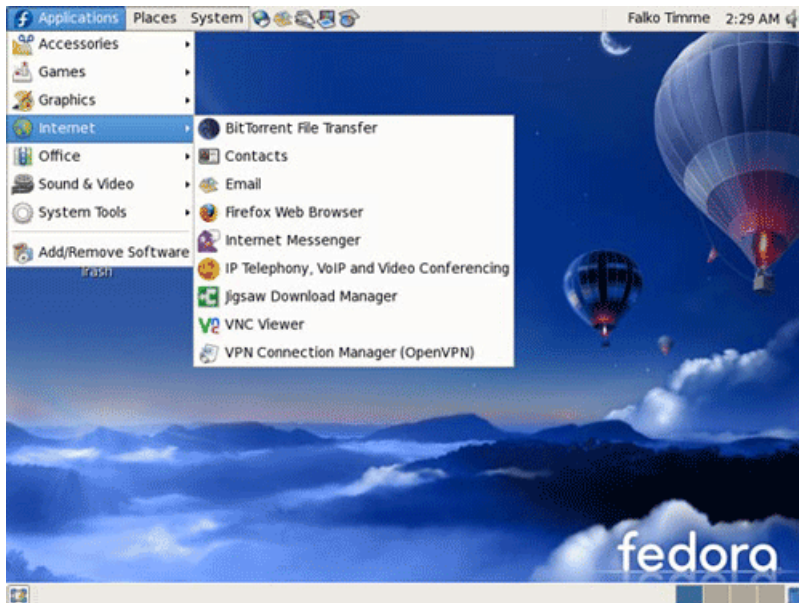 Applications Places System Falko Timme 2:29 AM
Accessories
Games
Graphics
Internet
Office
Sound & Video
System Tools
Add/Remove Software
Trash
BitTorrent File Transfer
Contacts
Email
Firefox Web Browser
Internet Messenger
IP Telephony, VoIP and Video Conferencing
Jigsaw Download Manager
VNC Viewer
VPN Connection Manager (OpenVPN)
fedora